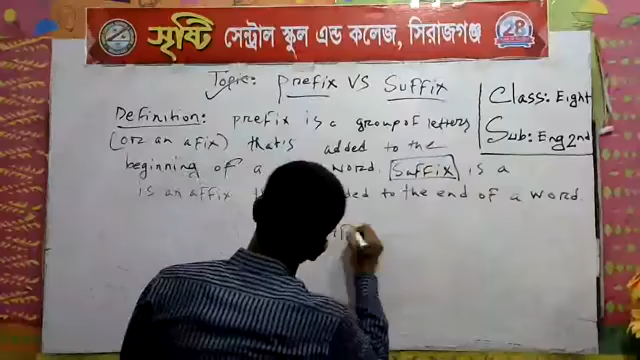 সৃষ্টি সেন্ট্রাল স্কুল এন্ড কলেজ, সিরাজগঞ্জ
28
Topic: prefix VS Suffix
Class: Eight
Sub: Eng 2nd
Definition: prefix is a group of letters
(or an afix) that's added to the
beginning of a word. Suffix is a
is an affix added to the end of a word